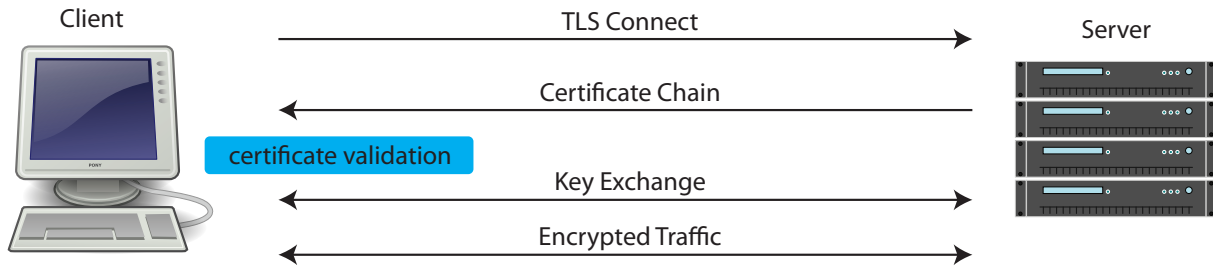 Client
TLS Connect
Server
Certificate Chain
certificate validation
Key Exchange
Encrypted Traffic